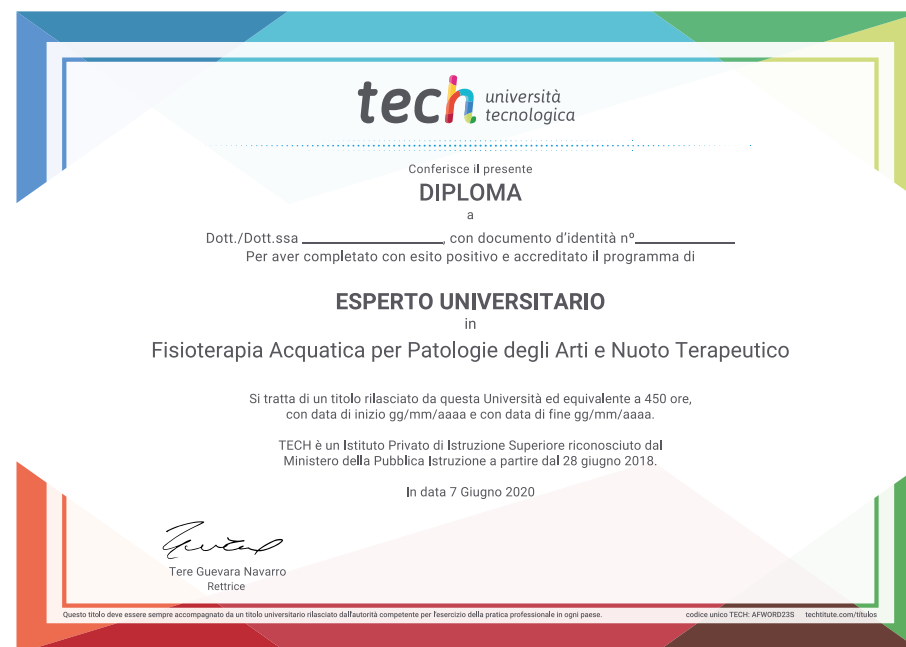 tech università
tecnologica
Conferisce il presente
DIPLOMA
a
Dott./Dott.ssa ____________________, con documento d'identità nº______________
Per aver completato con esito positivo e accreditato il programma di
ESPERTO UNIVERSITARIO
in
Fisioterapia Acquatica per Patologie degli Arti e Nuoto Terapeutico
Si tratta di un titolo rilasciato da questa Università ed equivalente a 450 ore,
con data di inizio gg/mm/aaaa e con data di fine gg/mm/aaaa.
TECH è un Istituto Privato di Istruzione Superiore riconosciuto dal
Ministero della Pubblica Istruzione a partire dal 28 giugno 2018.
In data 7 Giugno 2020
Tere Guevara Navarro
Rettrice
Questo titolo deve essere sempre accompagnato da un titolo universitario rilasciato dall'autorità competente per l'esercizio della pratica professionale in ogni paese. codice unico TECH: AFWORD23S techtitute.com/titulos